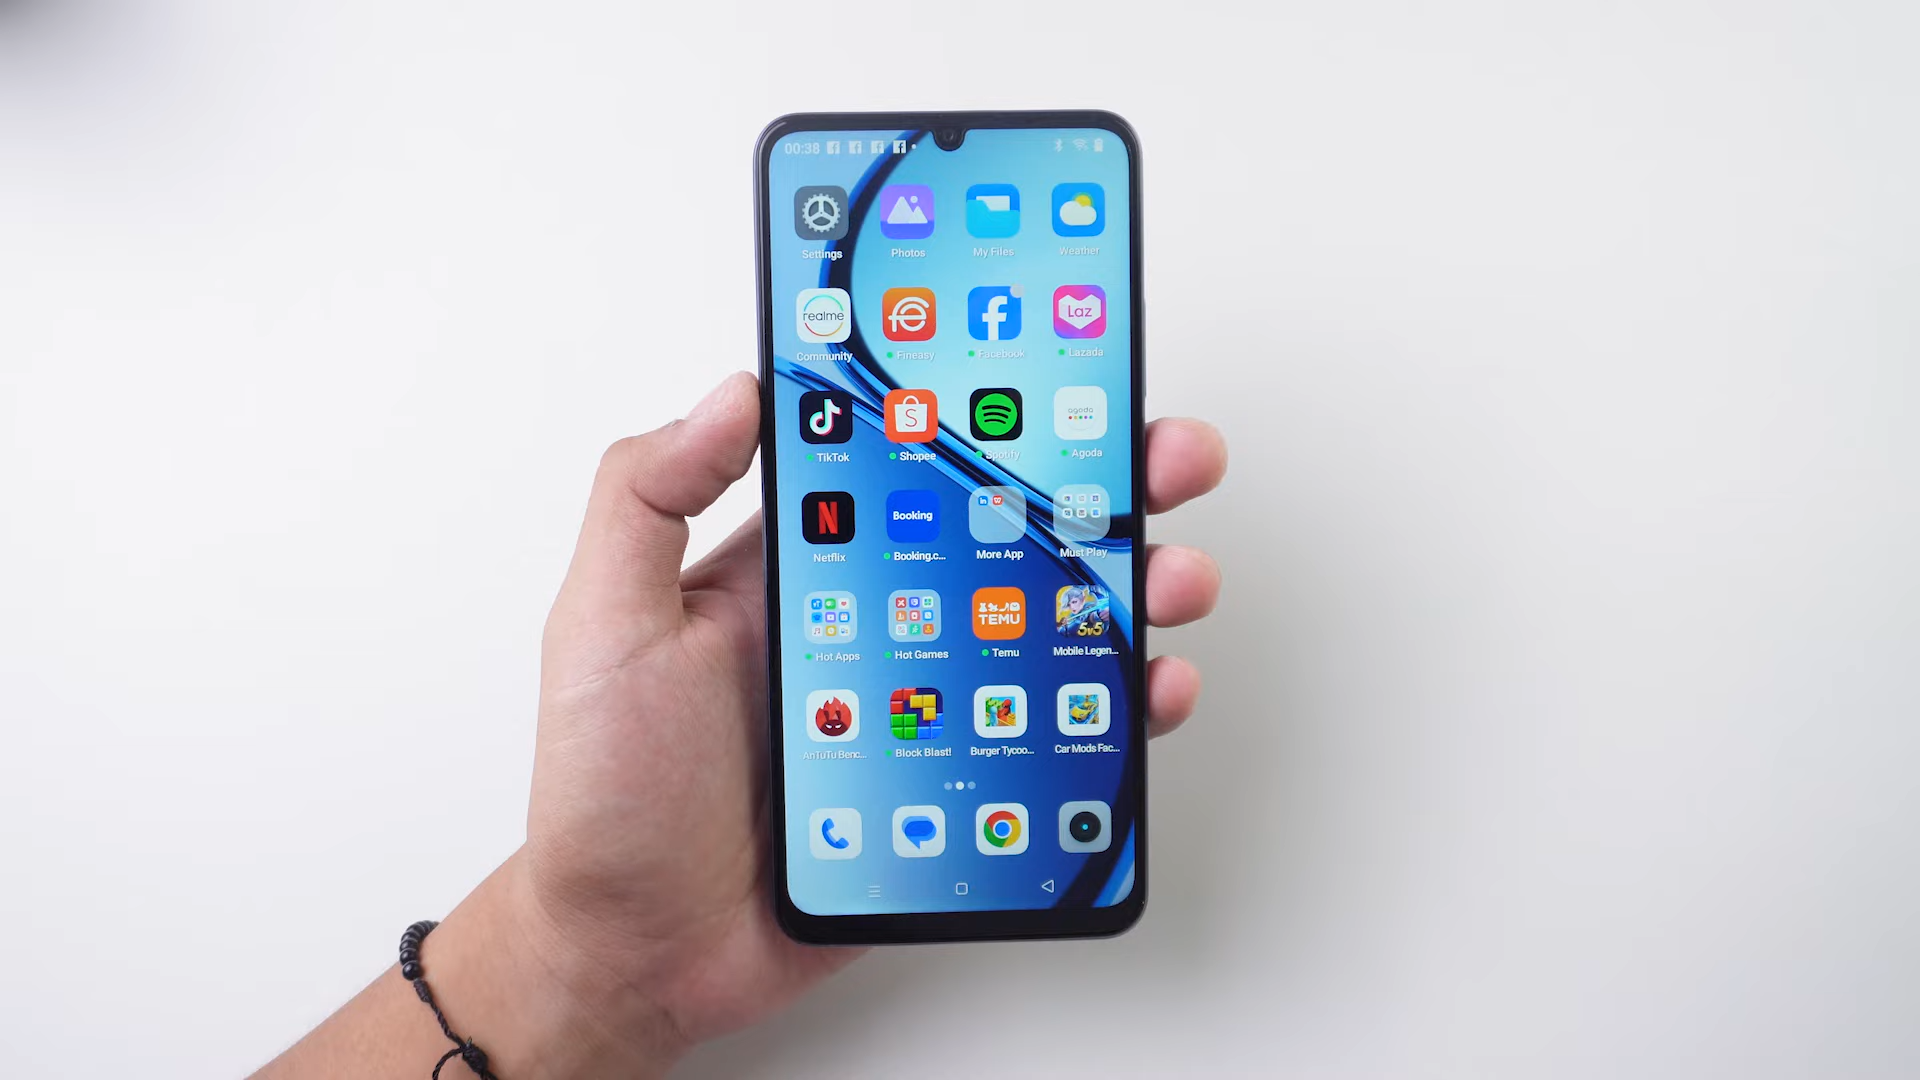 00:38
Settings
Photos
My Files
Weather
realme
Laz
Community
Fineasy
Facebook
Lazada
agoda
TikTok
Shopee
Spotify
Agoda
Booking
Netflix
Booking.c...
More App
Must Play
TEMU
5v5
Hot Apps
Hot Games
Temu
Mobile Legen...
AnTuTu Benc...
Block Blast!
Burger Tycoo...
Car Mods Fac...